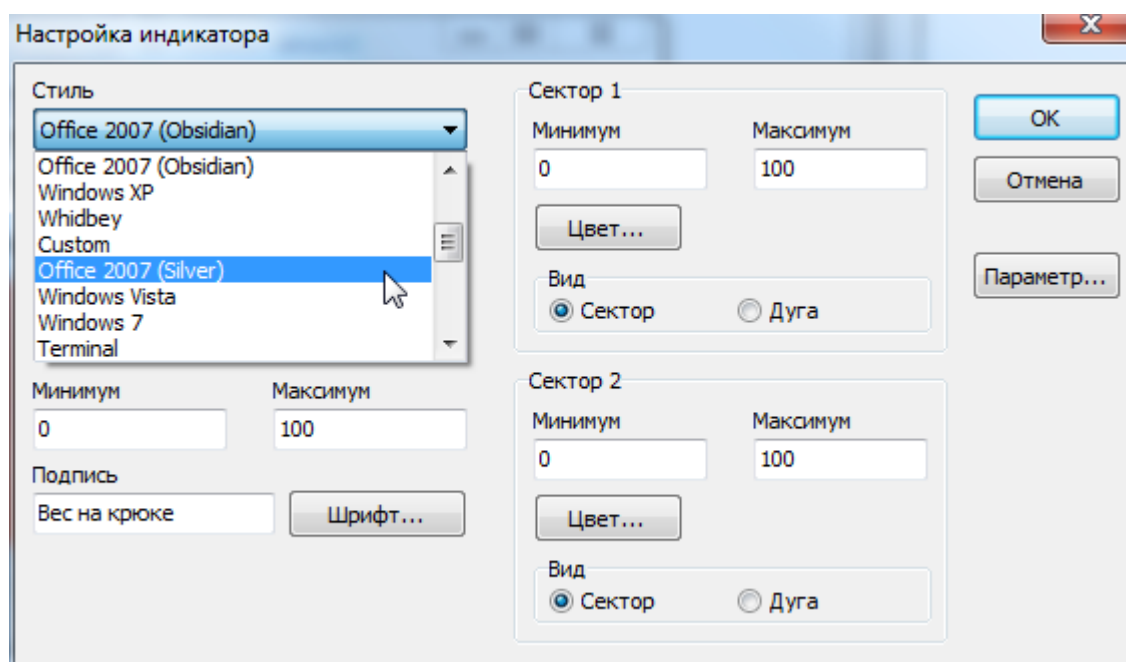 Настройка индикатора
Стиль
Office 2007 (Obsidian)
Office 2007 (Obsidian)
Windows XP
Whidbey
Custom
Office 2007 (Silver)
Windows Vista
Windows 7
Terminal
Минимум Максимум
0 100
Подпись
Вес на крюке Шрифт...
Сектор 1
Минимум Максимум
0 100
Цвет...
Вид
Сектор Дуга
Сектор 2
Минимум Максимум
0 100
Цвет...
Вид
Сектор Дуга
OK
Отмена
Параметр...